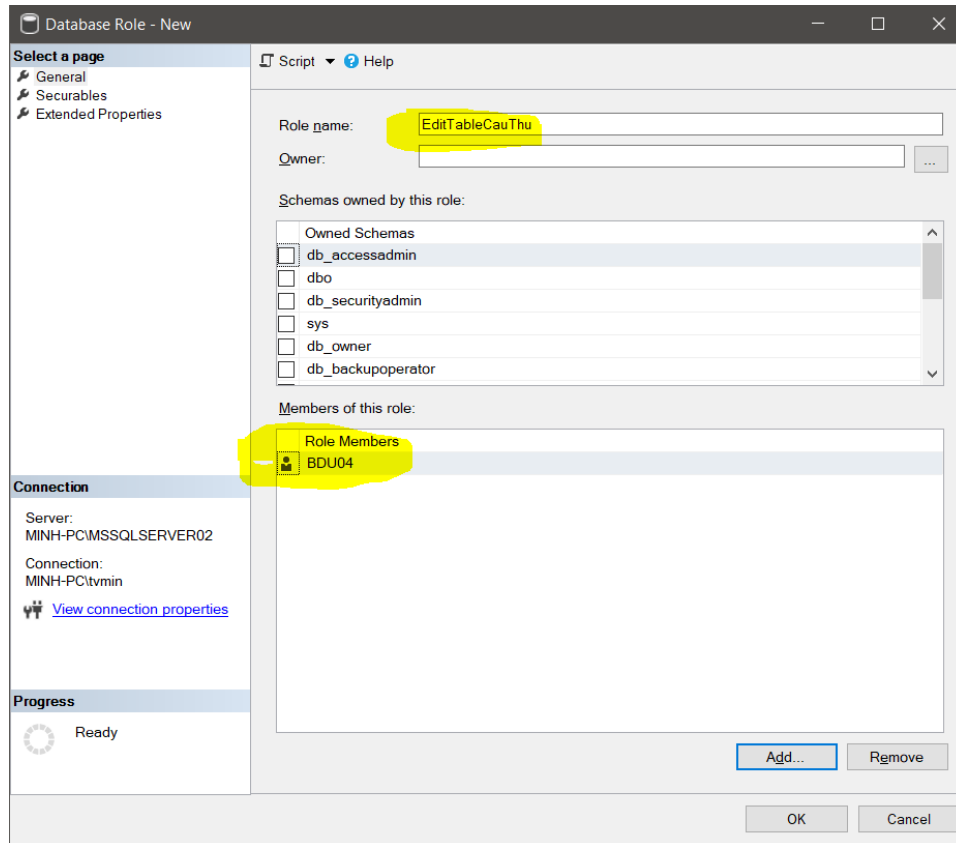 Database Role - New
Select a page
General
Securables
Extended Properties
Script Help
Role name: EditTableCauThu
Owner:
...
Schemas owned by this role:
Owned Schemas
db_accessadmin
dbo
db_securityadmin
sys
db_owner
db_backupoperator
Members of this role:
Role Members
BDU04
Connection
Server:
MINH-PC\MSSQLSERVER02
Connection:
MINH-PC\tvmin
View connection properties
Progress
Ready
Add... Remove
OK Cancel